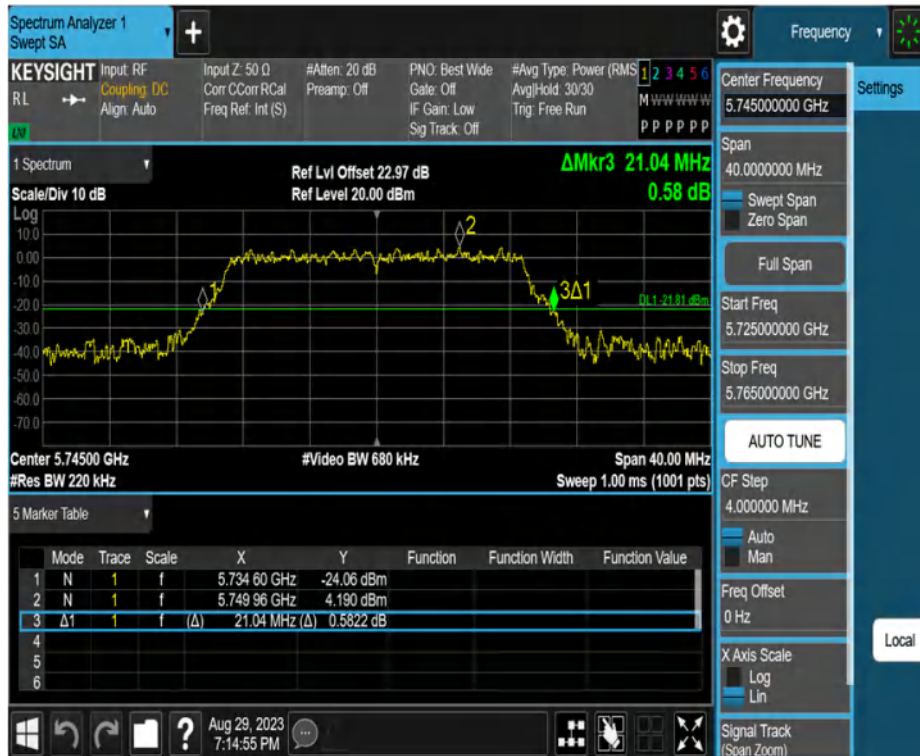 Spectrum Analyzer 1
Swept SA
+
Frequency
KEYSIGHT
RL
LNI
Input: RF
Coupling: DC
Align: Auto
Input Z: 50 Ω
Corr CCorr RCal
Freq Ref: Int (S)
#Atten: 20 dB
Preamp: Off
PNO: Best Wide
Gate: Off
IF Gain: Low
Sig Track: Off
#Avg Type: Power (RMS
Avg|Hold: 30/30
Trig: Free Run
1 2 3 4 5 6
M W W W W W
P P P P P P
1 Spectrum
Scale/Div 10 dB
Ref Lvl Offset 22.97 dB
Ref Level 20.00 dBm
ΔMkr3 21.04 MHz
0.58 dB
Log
10.0
0.00
-10.0
-20.0
-30.0
-40.0
-50.0
-60.0
-70.0
1
2
3Δ1
DL1 -21.81 dBm
Center 5.74500 GHz
#Res BW 220 kHz
#Video BW 680 kHz
Span 40.00 MHz
Sweep 1.00 ms (1001 pts)
5 Marker Table
Mode Trace Scale X Y Function Function Width Function Value
1 N 1 f 5.734 60 GHz -24.06 dBm
2 N 1 f 5.749 96 GHz 4.190 dBm
3 Δ1 1 f (Δ) 21.04 MHz (Δ) 0.5822 dB
4
5
6
?
Aug 29, 2023
7:14:55 PM
Center Frequency
5.745000000 GHz
Span
40.0000000 MHz
Swept Span
Zero Span
Full Span
Start Freq
5.725000000 GHz
Stop Freq
5.765000000 GHz
AUTO TUNE
CF Step
4.000000 MHz
Auto
Man
Freq Offset
0 Hz
X Axis Scale
Log
Lin
Signal Track
(Span Zoom)
Settings
Local